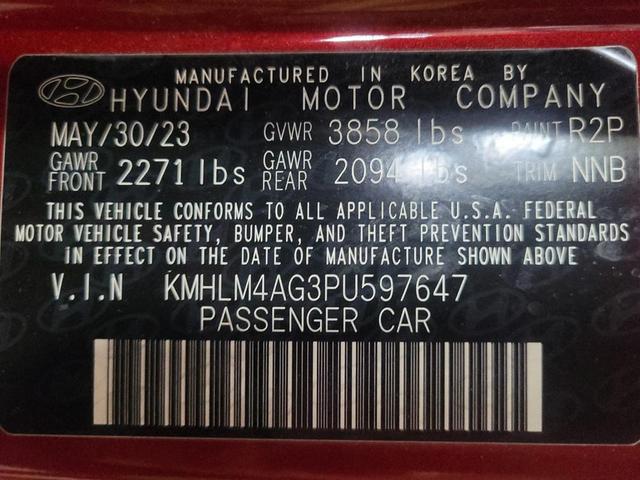 MANUFACTURED IN KOREA BY
HYUNDAI MOTOR COMPANY
MAY/30/23 GVWR 3858 lbs PAINT R2P
GAWR FRONT 2271 lbs GAWR REAR 2094 lbs TRIM NNB
THIS VEHICLE CONFORMS TO ALL APPLICABLE U.S.A. FEDERAL
MOTOR VEHICLE SAFETY, BUMPER, AND THEFT PREVENTION STANDARDS
IN EFFECT ON THE DATE OF MANUFACTURE SHOWN ABOVE
V.I.N KMHLM4AG3PU597647
PASSENGER CAR